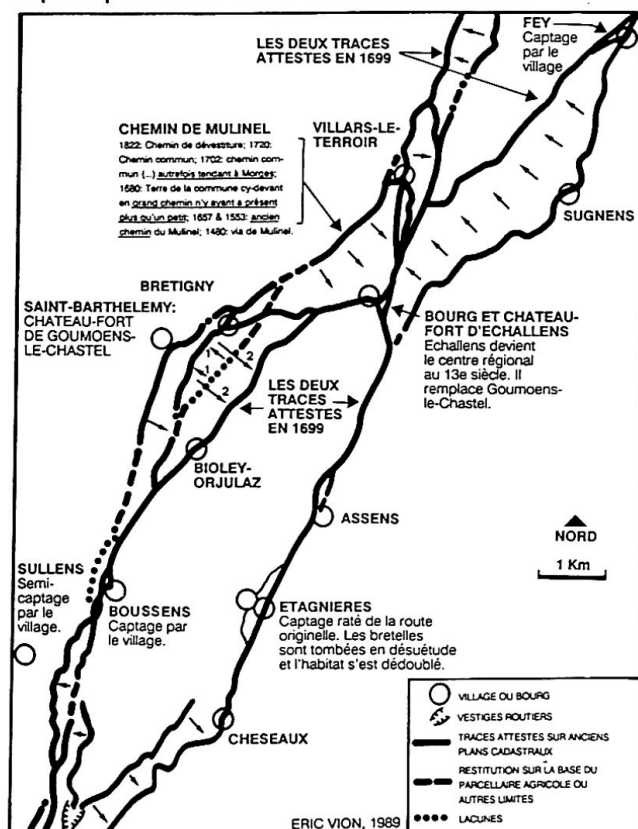 FEY
Captage
par le
village
LES DEUX TRACES
ATTESTES EN 1699
CHEMIN DE MULINEL
1822: Chemin de dévestiture; 1720:
Chemin commun; 1702: chemin com-
mun (...) autrefois tendant à Morges;
1680: Terre de la commune cy-devant
en grand chemin n'y ayant a présent
plus qu'un petit; 1657 & 1553: ancien
chemin du Mulinel; 1480: via de Mulinel.
VILLARS-LE-
TERROIR
SUGNENS
BRETIGNY
SAINT-BARTHELEMY:
CHATEAU-FORT
DE GOUMOENS-
LE-CHASTEL
BOURG ET CHATEAU-
FORT D'ECHALLENS
Echallens devient
le centre régional
au 13e siècle. Il
remplace Goumoens-
le-Chastel.
1
2
1
2
LES DEUX
TRACES
ATTESTES
EN 1699
BIOLEY-
ORJULAZ
ASSENS
NORD
1 Km
SULLENS
Semi-
captage
par le
village.
BOUSSENS
Captage par
le village.
ETAGNIERES
Captage raté de la route
originelle. Les bretelles
sont tombées en désuétude
et l'habitat s'est dédoublé.
CHESEAUX
VILLAGE OU BOURG
VESTIGES ROUTIERS
TRACES ATTESTES SUR ANCIENS
PLANS CADASTRAUX
RESTITUTION SUR LA BASE DU
PARCELLAIRE AGRICOLE OU
AUTRES LIMITES
LACUNES
ERIC VION, 1989